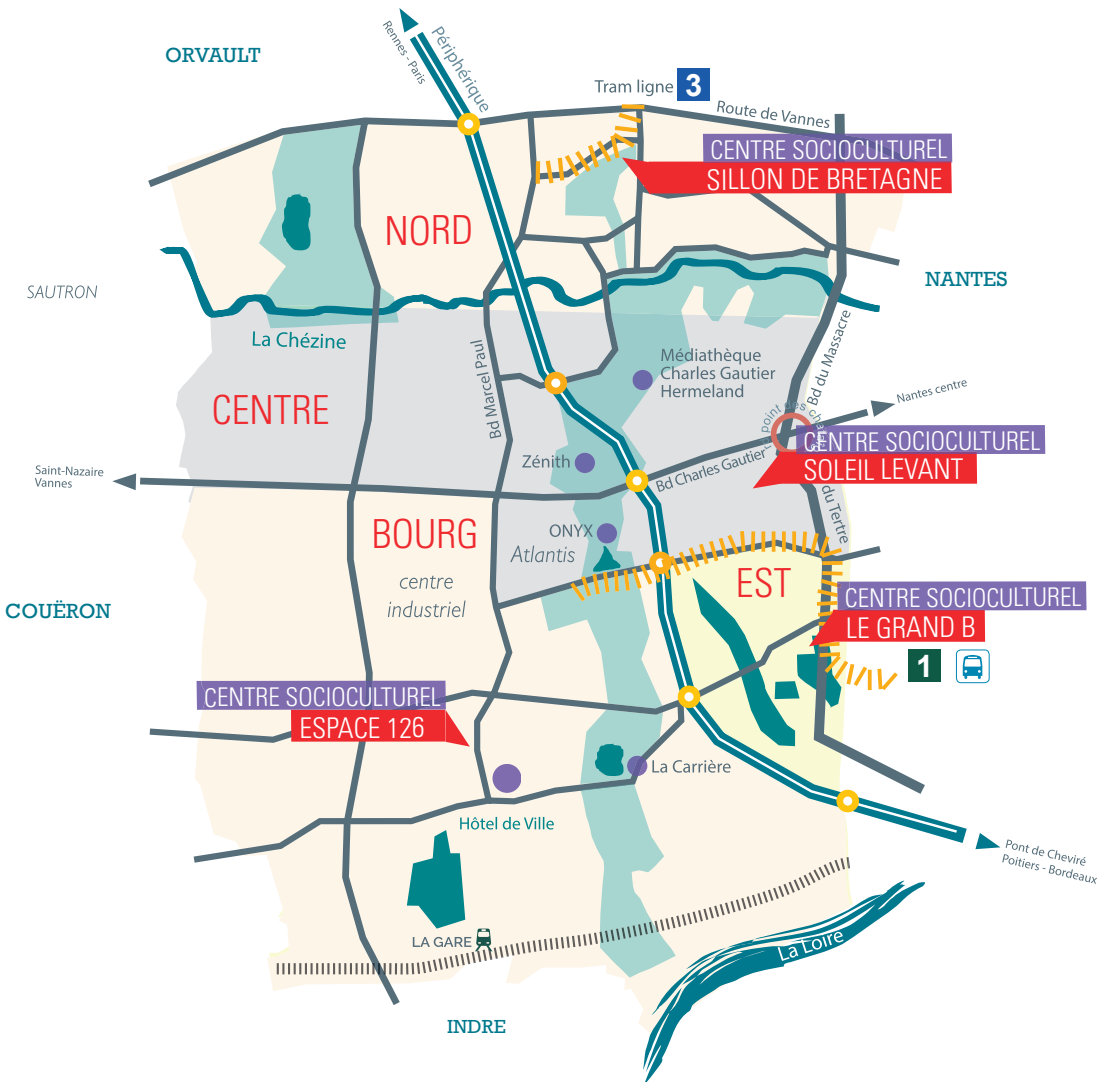 ORVAULT
Rennes - Paris
Périphérique
Tram ligne 3
Route de Vannes
CENTRE SOCIOCULTUREL
SILLON DE BRETAGNE
NORD
SAUTRON
NANTES
La Chézine
Bd Marcel Paul
Médiathèque
Charles Gautier
Hermeland
Bd du Massacre
CENTRE
Nantes centre
point des
CENTRE SOCIOCULTUREL
SOLEIL LEVANT
Zénith
Bd Charles Gautier
Saint-Nazaire
Vannes
du Tertre
BOURG
centre
industriel
ONYX
Atlantis
EST
COUËRON
CENTRE SOCIOCULTUREL
LE GRAND B
1
CENTRE SOCIOCULTUREL
ESPACE 126
La Carrière
Hôtel de Ville
Pont de Cheviré
Poitiers - Bordeaux
LA GARE
La Loire
INDRE